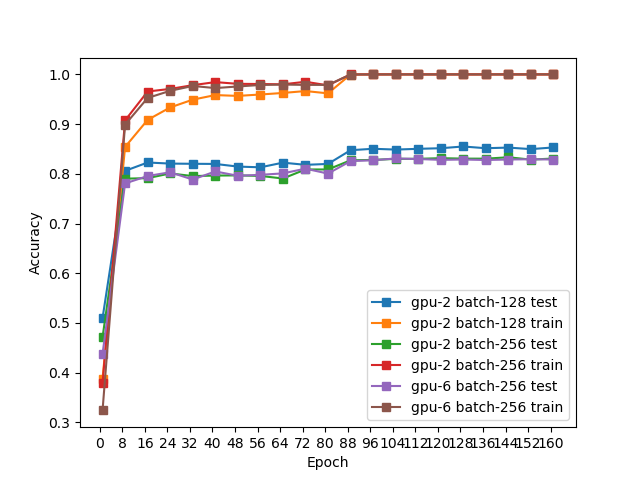 1.0
0.9
0.8
0.7
0.6
0.5
0.4
0.3
Accuracy
gpu-2 batch-128 test
gpu-2 batch-128 train
gpu-2 batch-256 test
gpu-2 batch-256 train
gpu-6 batch-256 test
gpu-6 batch-256 train
0 8 16 24 32 40 48 56 64 72 80 88 96 104 112 120 128 136 144 152 160
Epoch